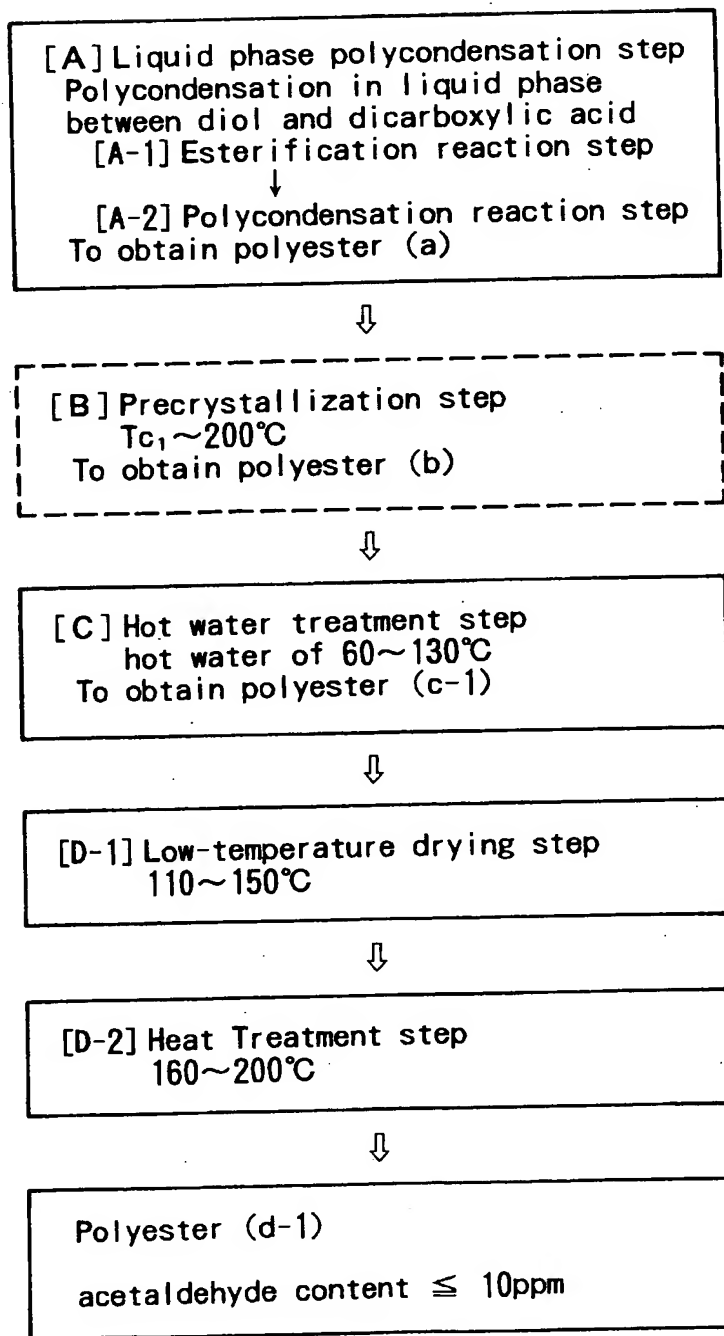 [A] Liquid phase polycondensation step
Polycondensation in liquid phase
between diol and dicarboxylic acid
[A-1] Esterification reaction step
↓
[A-2] Polycondensation reaction step
To obtain polyester (a)
⇩
[B] Precrystallization step
Tc₁~200℃
To obtain polyester (b)
⇩
[C] Hot water treatment step
hot water of 60~130℃
To obtain polyester (c-1)
⇩
[D-1] Low-temperature drying step
110~150℃
⇩
[D-2] Heat Treatment step
160~200℃
⇩
Polyester (d-1)
acetaldehyde content ≦ 10ppm